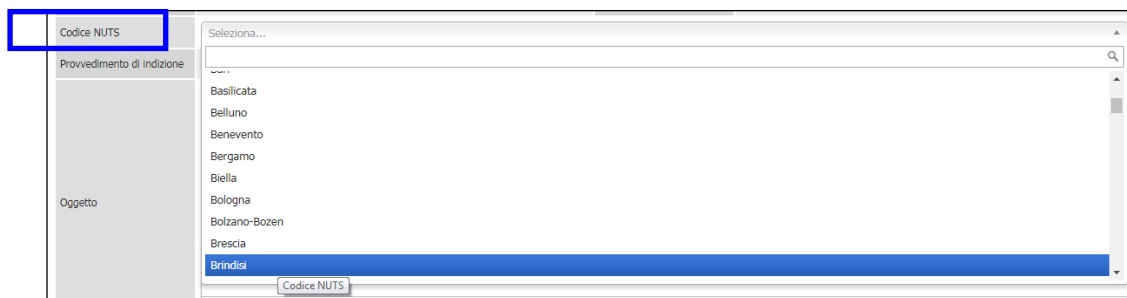 Codice NUTS
Seleziona...
Provvedimento di indizione
Basilicata
Belluno
Benevento
Bergamo
Biella
Oggetto
Bologna
Bolzano-Bozen
Brescia
Brindisi
Codice NUTS